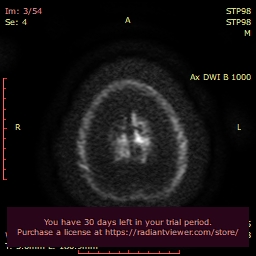 Im: 3/54
Se: 4
A
STP98
STP98
M
Ax DWI B 1000
R
L
You have 30 days left in your trial period.
Purchase a license at https://radiantviewer.com/store/